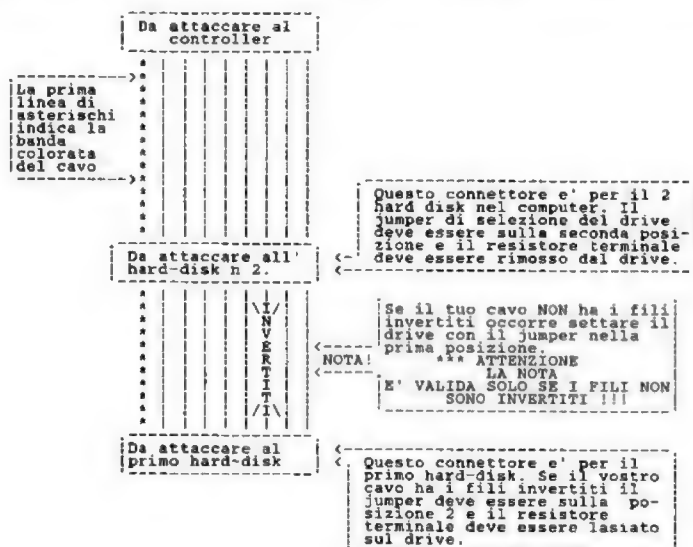 Da attaccare al
controller
La prima
linea di
asterischi
indica la
banda
colorata
del cavo
Questo connettore e' per il 2
hard disk nel computer. Il
jumper di selezione del drive
deve essere sulla seconda posi-
zione e il resistore terminale
deve essere rimosso dal drive.
Da attaccare all'
hard-disk n 2.
INVERTITI
NOTA!
Se il tuo cavo NON ha i fili
invertiti occorre settare il
drive con il jumper nella
prima posizione.
*** ATTENZIONE
LA NOTA
E' VALIDA SOLO SE I FILI NON
SONO INVERTITI !!!
Da attaccare al
primo hard-disk
Questo connettore e' per il
primo hard-disk. Se il vostro
cavo ha i fili invertiti il
jumper deve essere sulla po-
sizione 2 e il resistore
terminale deve essere lasiato
sul drive.